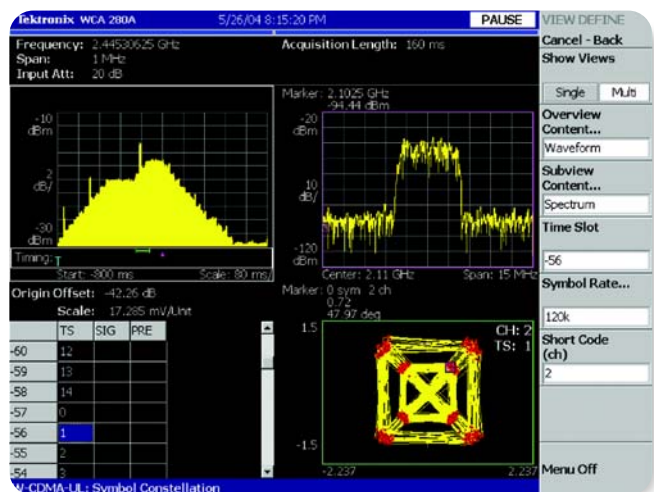 Tektronix WCA 280A 5/26/04 8:15:20 PM PAUSE VIEW DEFINE
Frequency: 2.44530625 GHz Acquisition Length: 160 ms
Span: 1 MHz
Input Att: 20 dB
Cancel - Back
Show Views
Single Multi
Overview
Content...
Waveform
Subview
Content...
Spectrum
Time Slot
-56
Symbol Rate...
120k
Short Code
(ch)
2
Menu Off
-10
dBm
2
dB/
-30
dBm
Timing: T
Start: -800 ms Scale: 80 ms/
Marker: 2.1025 GHz
-94.44 dBm
-20
dBm
10
dB/
-120
dBm
Center: 2.11 GHz Span: 15 MHz
Origin Offset: -42.26 dB
Scale: 17.285 mV/Unit
TS SIG PRE
-60 12
-59 13
-58 14
-57 0
-56 1
-55 2
-54 3
Marker: 0 sym 2 ch
0.72
47.97 deg
1.5
CH: 2
TS: 1
-1.5
-2.237 2.237
W-CDMA-UL: Symbol Constellation